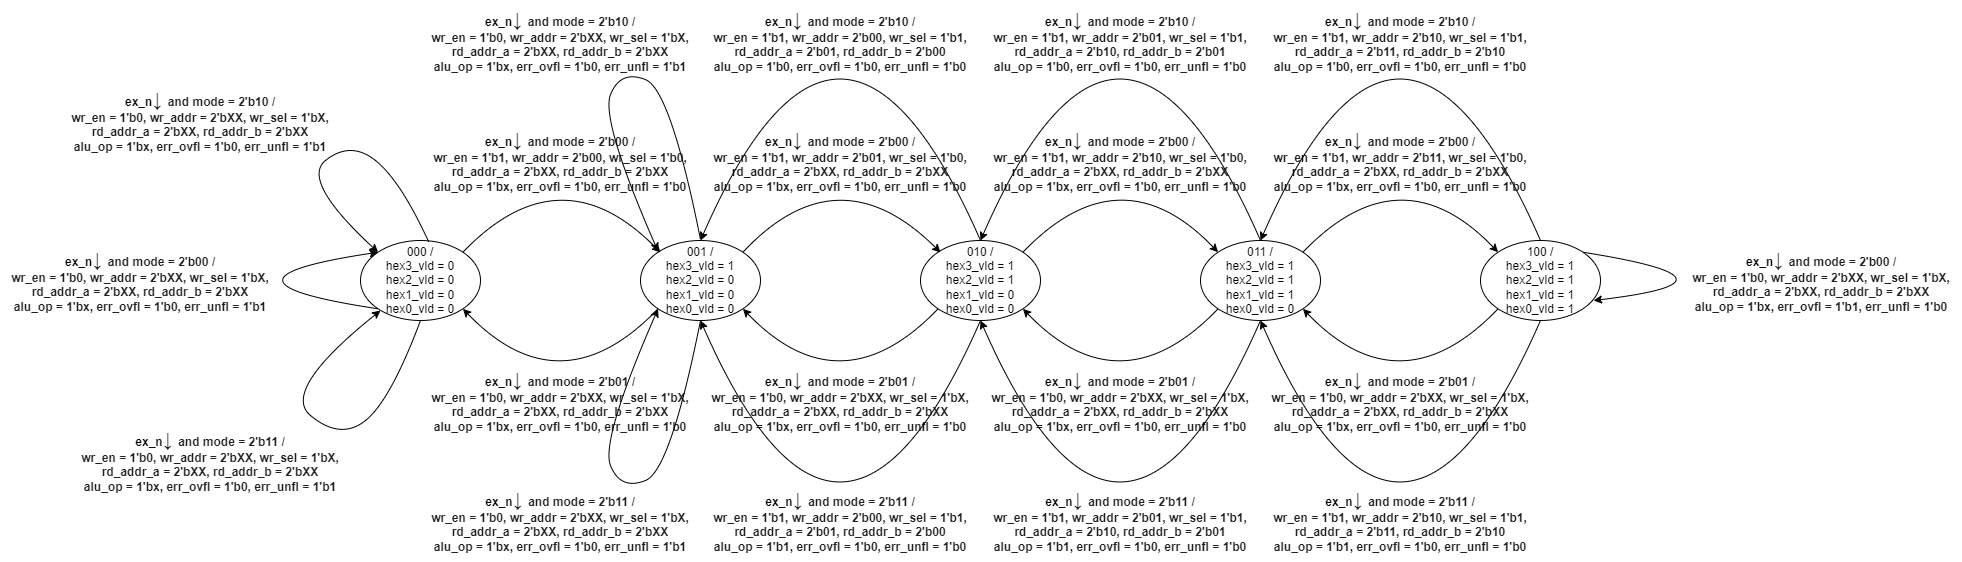 ex_n↓ and mode = 2'b10 /
wr_en = 1'b0, wr_addr = 2'bXX, wr_sel = 1'bX,
rd_addr_a = 2'bXX, rd_addr_b = 2'bXX
alu_op = 1'bx, err_ovfl = 1'b0, err_unfl = 1'b1
ex_n↓ and mode = 2'b10 /
wr_en = 1'b1, wr_addr = 2'b00, wr_sel = 1'b1,
rd_addr_a = 2'b01, rd_addr_b = 2'b00
alu_op = 1'b0, err_ovfl = 1'b0, err_unfl = 1'b0
ex_n↓ and mode = 2'b10 /
wr_en = 1'b1, wr_addr = 2'b01, wr_sel = 1'b1,
rd_addr_a = 2'b10, rd_addr_b = 2'b01
alu_op = 1'b0, err_ovfl = 1'b0, err_unfl = 1'b0
ex_n↓ and mode = 2'b10 /
wr_en = 1'b1, wr_addr = 2'b10, wr_sel = 1'b1,
rd_addr_a = 2'b11, rd_addr_b = 2'b10
alu_op = 1'b0, err_ovfl = 1'b0, err_unfl = 1'b0
ex_n↓ and mode = 2'b10 /
wr_en = 1'b0, wr_addr = 2'bXX, wr_sel = 1'bX,
rd_addr_a = 2'bXX, rd_addr_b = 2'bXX
alu_op = 1'bx, err_ovfl = 1'b0, err_unfl = 1'b1
ex_n↓ and mode = 2'b00 /
wr_en = 1'b1, wr_addr = 2'b00, wr_sel = 1'b0,
rd_addr_a = 2'bXX, rd_addr_b = 2'bXX
alu_op = 1'bx, err_ovfl = 1'b0, err_unfl = 1'b0
ex_n↓ and mode = 2'b00 /
wr_en = 1'b1, wr_addr = 2'b01, wr_sel = 1'b0,
rd_addr_a = 2'bXX, rd_addr_b = 2'bXX
alu_op = 1'bx, err_ovfl = 1'b0, err_unfl = 1'b0
ex_n↓ and mode = 2'b00 /
wr_en = 1'b1, wr_addr = 2'b10, wr_sel = 1'b0,
rd_addr_a = 2'bXX, rd_addr_b = 2'bXX
alu_op = 1'bx, err_ovfl = 1'b0, err_unfl = 1'b0
ex_n↓ and mode = 2'b00 /
wr_en = 1'b1, wr_addr = 2'b11, wr_sel = 1'b0,
rd_addr_a = 2'bXX, rd_addr_b = 2'bXX
alu_op = 1'bx, err_ovfl = 1'b0, err_unfl = 1'b0
ex_n↓ and mode = 2'b00 /
wr_en = 1'b0, wr_addr = 2'bXX, wr_sel = 1'bX,
rd_addr_a = 2'bXX, rd_addr_b = 2'bXX
alu_op = 1'bx, err_ovfl = 1'b0, err_unfl = 1'b1
000 /
hex3_vld = 0
hex2_vld = 0
hex1_vld = 0
hex0_vld = 0
001 /
hex3_vld = 1
hex2_vld = 0
hex1_vld = 0
hex0_vld = 0
010 /
hex3_vld = 1
hex2_vld = 1
hex1_vld = 0
hex0_vld = 0
011 /
hex3_vld = 1
hex2_vld = 1
hex1_vld = 1
hex0_vld = 0
100 /
hex3_vld = 1
hex2_vld = 1
hex1_vld = 1
hex0_vld = 1
ex_n↓ and mode = 2'b00 /
wr_en = 1'b0, wr_addr = 2'bXX, wr_sel = 1'bX,
rd_addr_a = 2'bXX, rd_addr_b = 2'bXX
alu_op = 1'bx, err_ovfl = 1'b1, err_unfl = 1'b0
ex_n↓ and mode = 2'b01 /
wr_en = 1'b0, wr_addr = 2'bXX, wr_sel = 1'bX,
rd_addr_a = 2'bXX, rd_addr_b = 2'bXX
alu_op = 1'bx, err_ovfl = 1'b0, err_unfl = 1'b0
ex_n↓ and mode = 2'b01 /
wr_en = 1'b0, wr_addr = 2'bXX, wr_sel = 1'bX,
rd_addr_a = 2'bXX, rd_addr_b = 2'bXX
alu_op = 1'bx, err_ovfl = 1'b0, err_unfl = 1'b0
ex_n↓ and mode = 2'b01 /
wr_en = 1'b0, wr_addr = 2'bXX, wr_sel = 1'bX,
rd_addr_a = 2'bXX, rd_addr_b = 2'bXX
alu_op = 1'bx, err_ovfl = 1'b0, err_unfl = 1'b0
ex_n↓ and mode = 2'b01 /
wr_en = 1'b0, wr_addr = 2'bXX, wr_sel = 1'bX,
rd_addr_a = 2'bXX, rd_addr_b = 2'bXX
alu_op = 1'bx, err_ovfl = 1'b0, err_unfl = 1'b0
ex_n↓ and mode = 2'b11 /
wr_en = 1'b0, wr_addr = 2'bXX, wr_sel = 1'bX,
rd_addr_a = 2'bXX, rd_addr_b = 2'bXX
alu_op = 1'bx, err_ovfl = 1'b0, err_unfl = 1'b1
ex_n↓ and mode = 2'b11 /
wr_en = 1'b0, wr_addr = 2'bXX, wr_sel = 1'bX,
rd_addr_a = 2'bXX, rd_addr_b = 2'bXX
alu_op = 1'bx, err_ovfl = 1'b0, err_unfl = 1'b1
ex_n↓ and mode = 2'b11 /
wr_en = 1'b1, wr_addr = 2'b00, wr_sel = 1'b1,
rd_addr_a = 2'b01, rd_addr_b = 2'b00
alu_op = 1'b1, err_ovfl = 1'b0, err_unfl = 1'b0
ex_n↓ and mode = 2'b11 /
wr_en = 1'b1, wr_addr = 2'b01, wr_sel = 1'b1,
rd_addr_a = 2'b10, rd_addr_b = 2'b01
alu_op = 1'b1, err_ovfl = 1'b0, err_unfl = 1'b0
ex_n↓ and mode = 2'b11 /
wr_en = 1'b1, wr_addr = 2'b10, wr_sel = 1'b1,
rd_addr_a = 2'b11, rd_addr_b = 2'b10
alu_op = 1'b1, err_ovfl = 1'b0, err_unfl = 1'b0